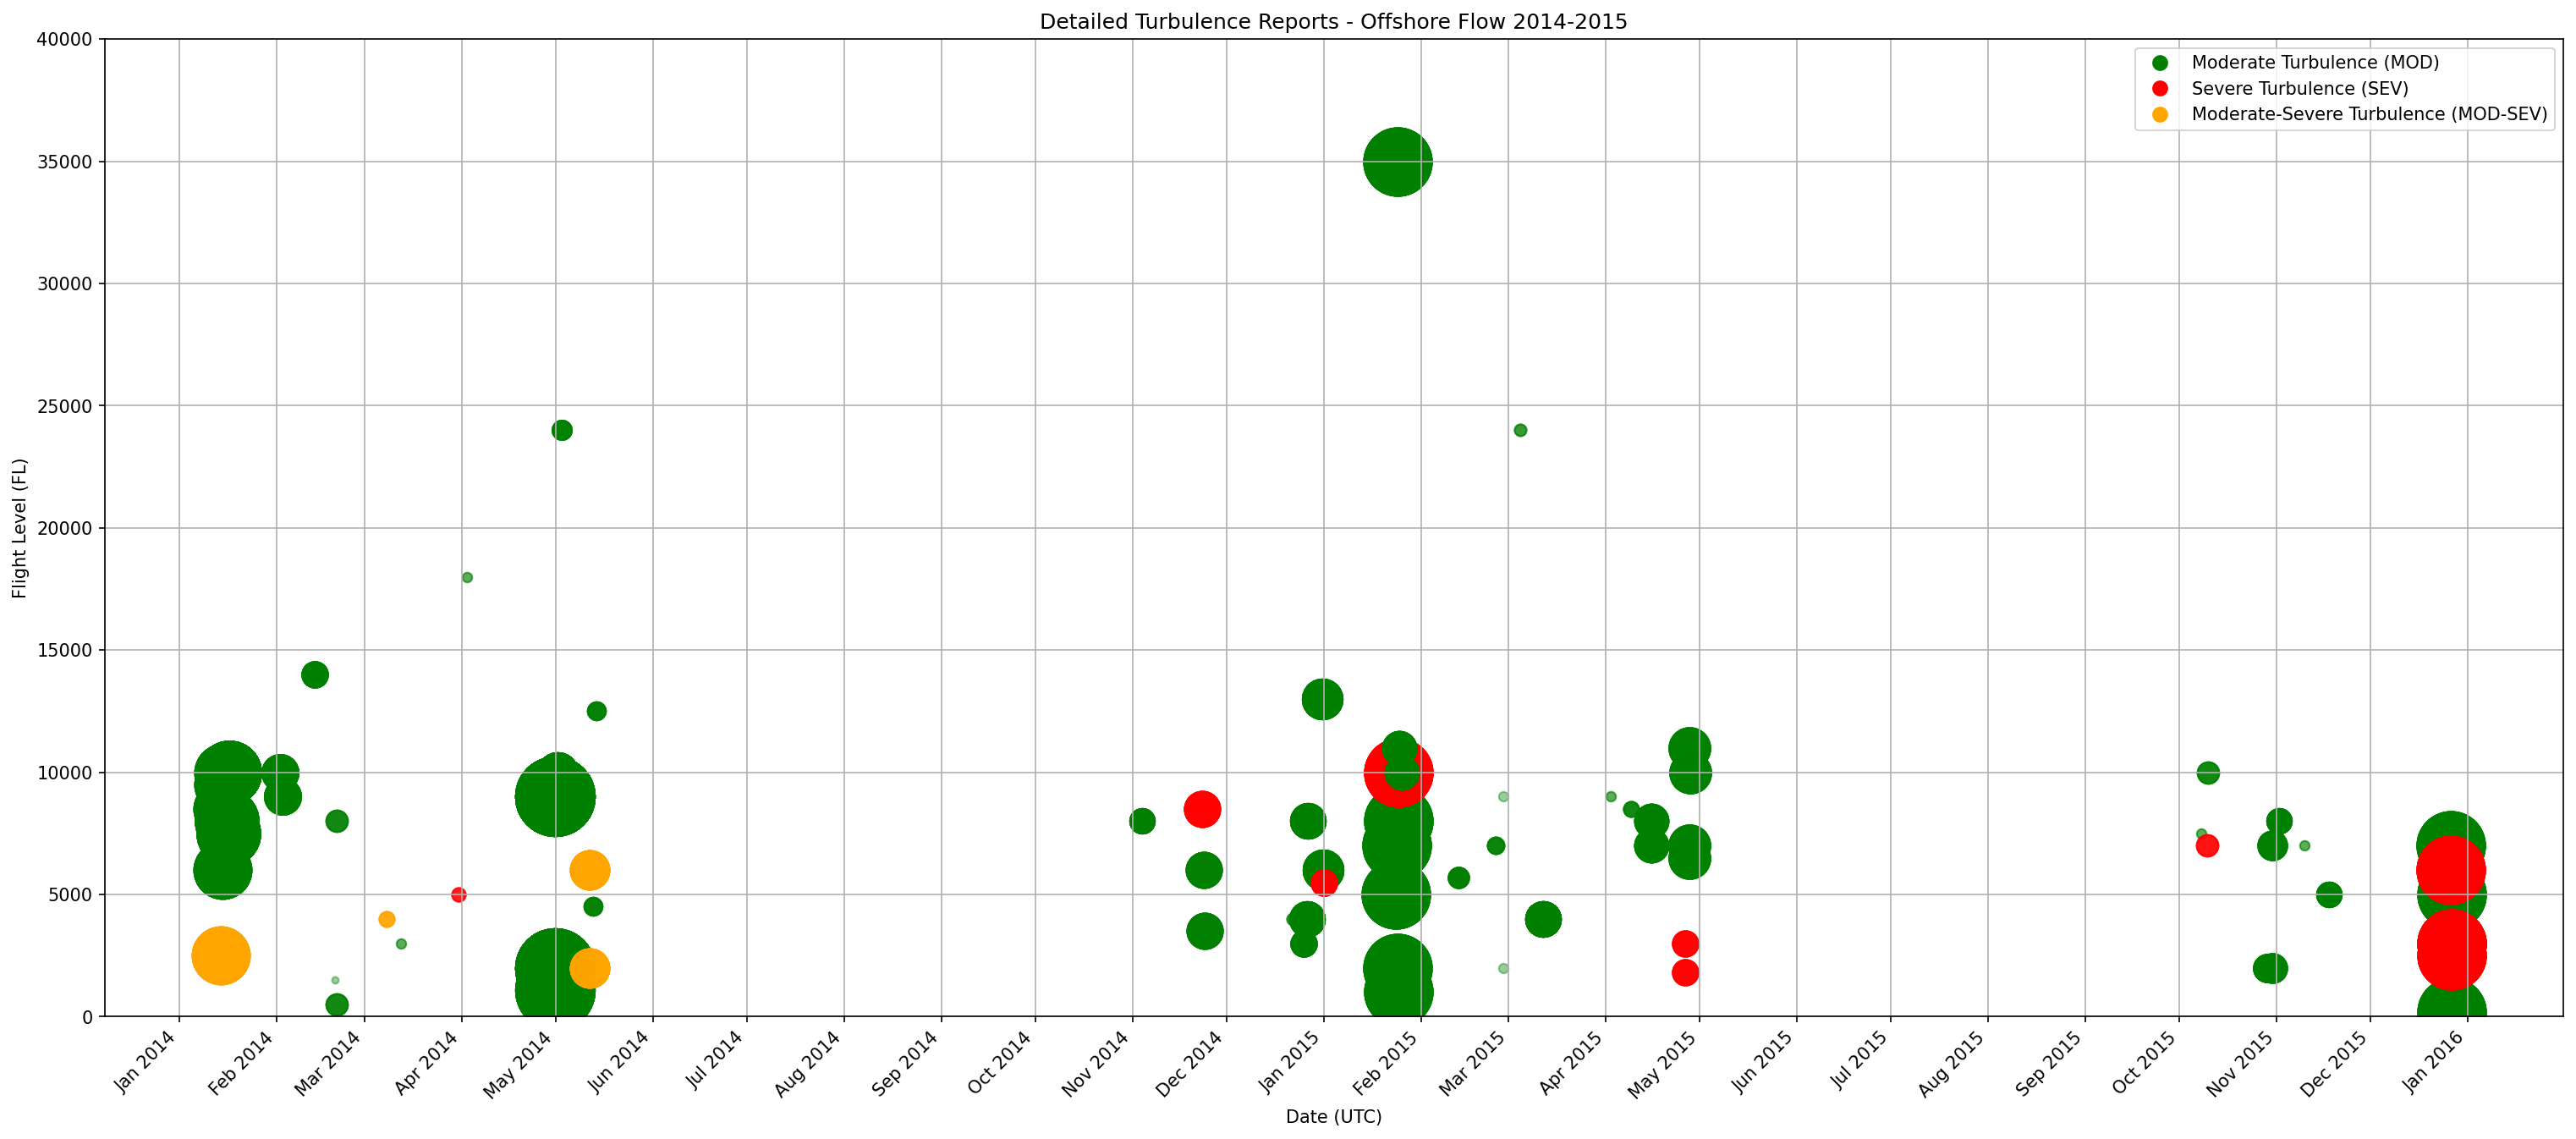 Detailed Turbulence Reports - Offshore Flow 2014-2015
Moderate Turbulence (MOD)
Severe Turbulence (SEV)
Moderate-Severe Turbulence (MOD-SEV)
Flight Level (FL)
40000
35000
30000
25000
20000
15000
10000
5000
0
Jan 2014
Feb 2014
Mar 2014
Apr 2014
May 2014
Jun 2014
Jul 2014
Aug 2014
Sep 2014
Oct 2014
Nov 2014
Dec 2014
Jan 2015
Feb 2015
Mar 2015
Apr 2015
May 2015
Jun 2015
Jul 2015
Aug 2015
Sep 2015
Oct 2015
Nov 2015
Dec 2015
Jan 2016
Date (UTC)